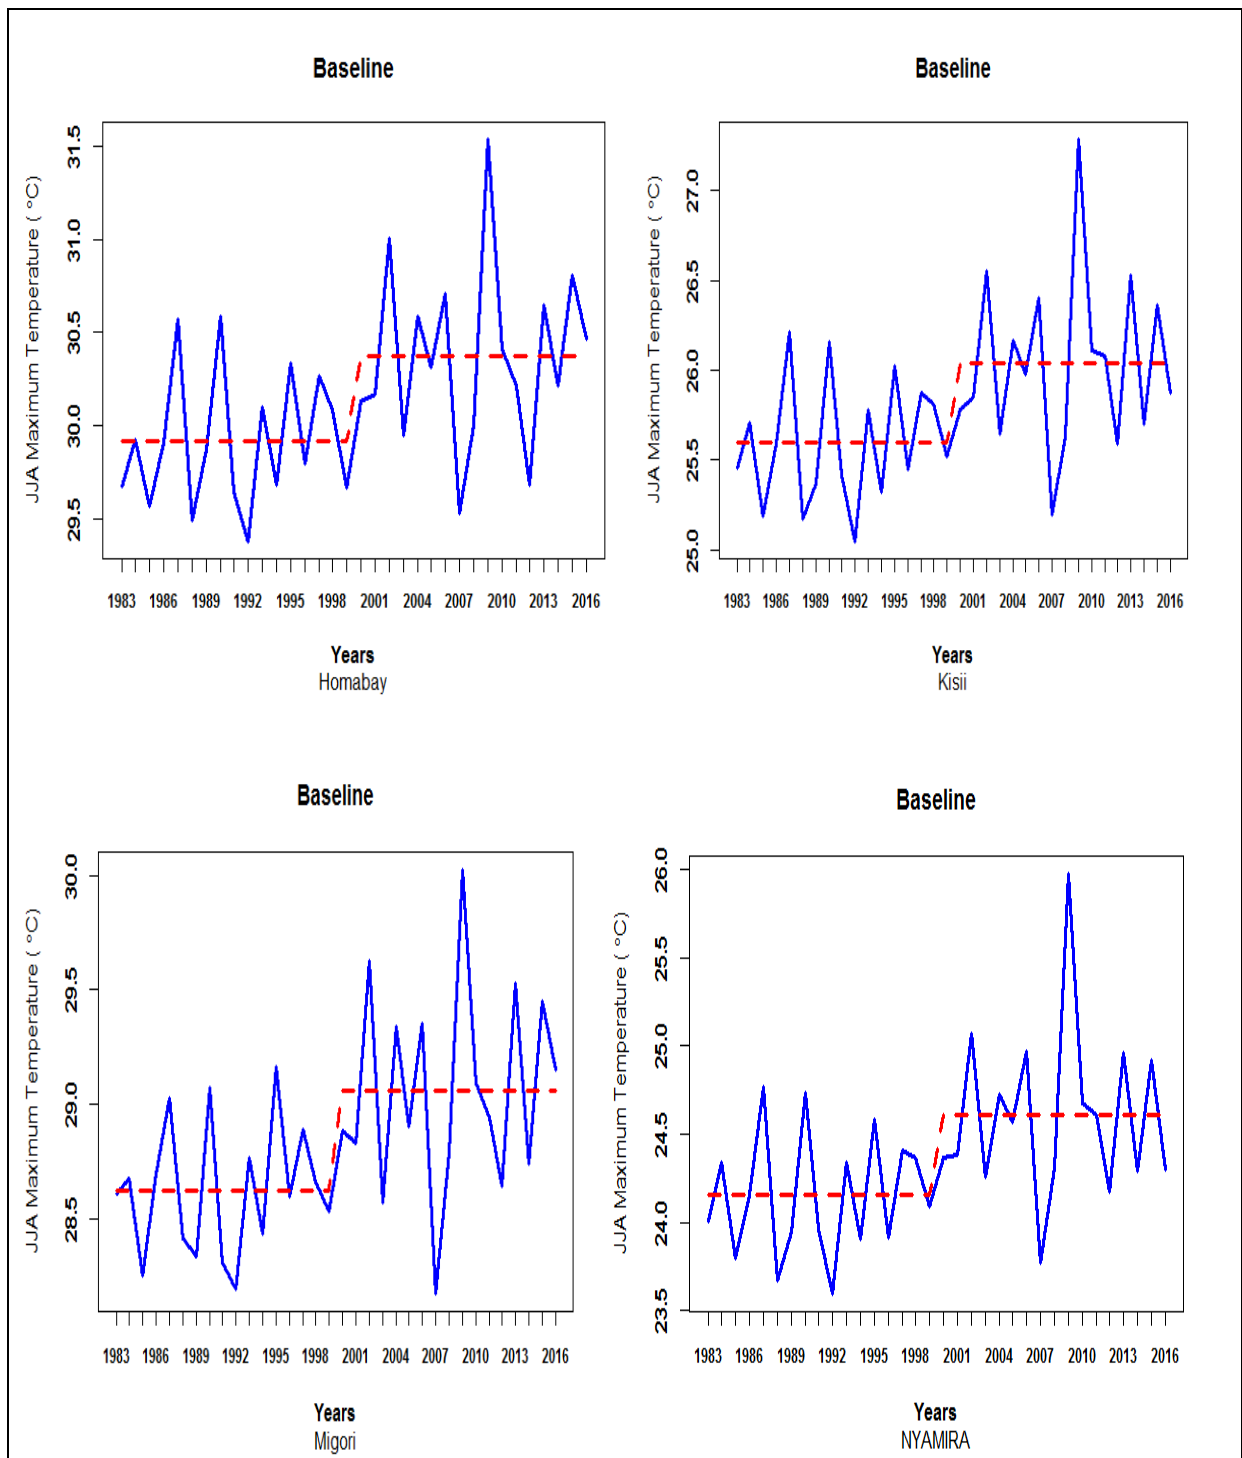 Baseline
JJA Maximum Temperature ( °C)
31.5
31.0
30.5
30.0
29.5
1983 1986 1989 1992 1995 1998 2001 2004 2007 2010 2013 2016
Years
Homabay
Baseline
JJA Maximum Temperature ( °C)
27.0
26.5
26.0
25.5
25.0
1983 1986 1989 1992 1995 1998 2001 2004 2007 2010 2013 2016
Years
Kisii
Baseline
JJA Maximum Temperature ( °C)
30.0
29.5
29.0
28.5
1983 1986 1989 1992 1995 1998 2001 2004 2007 2010 2013 2016
Years
Migori
Baseline
JJA Maximum Temperature ( °C)
26.0
25.5
25.0
24.5
24.0
23.5
1983 1986 1989 1992 1995 1998 2001 2004 2007 2010 2013 2016
Years
NYAMIRA